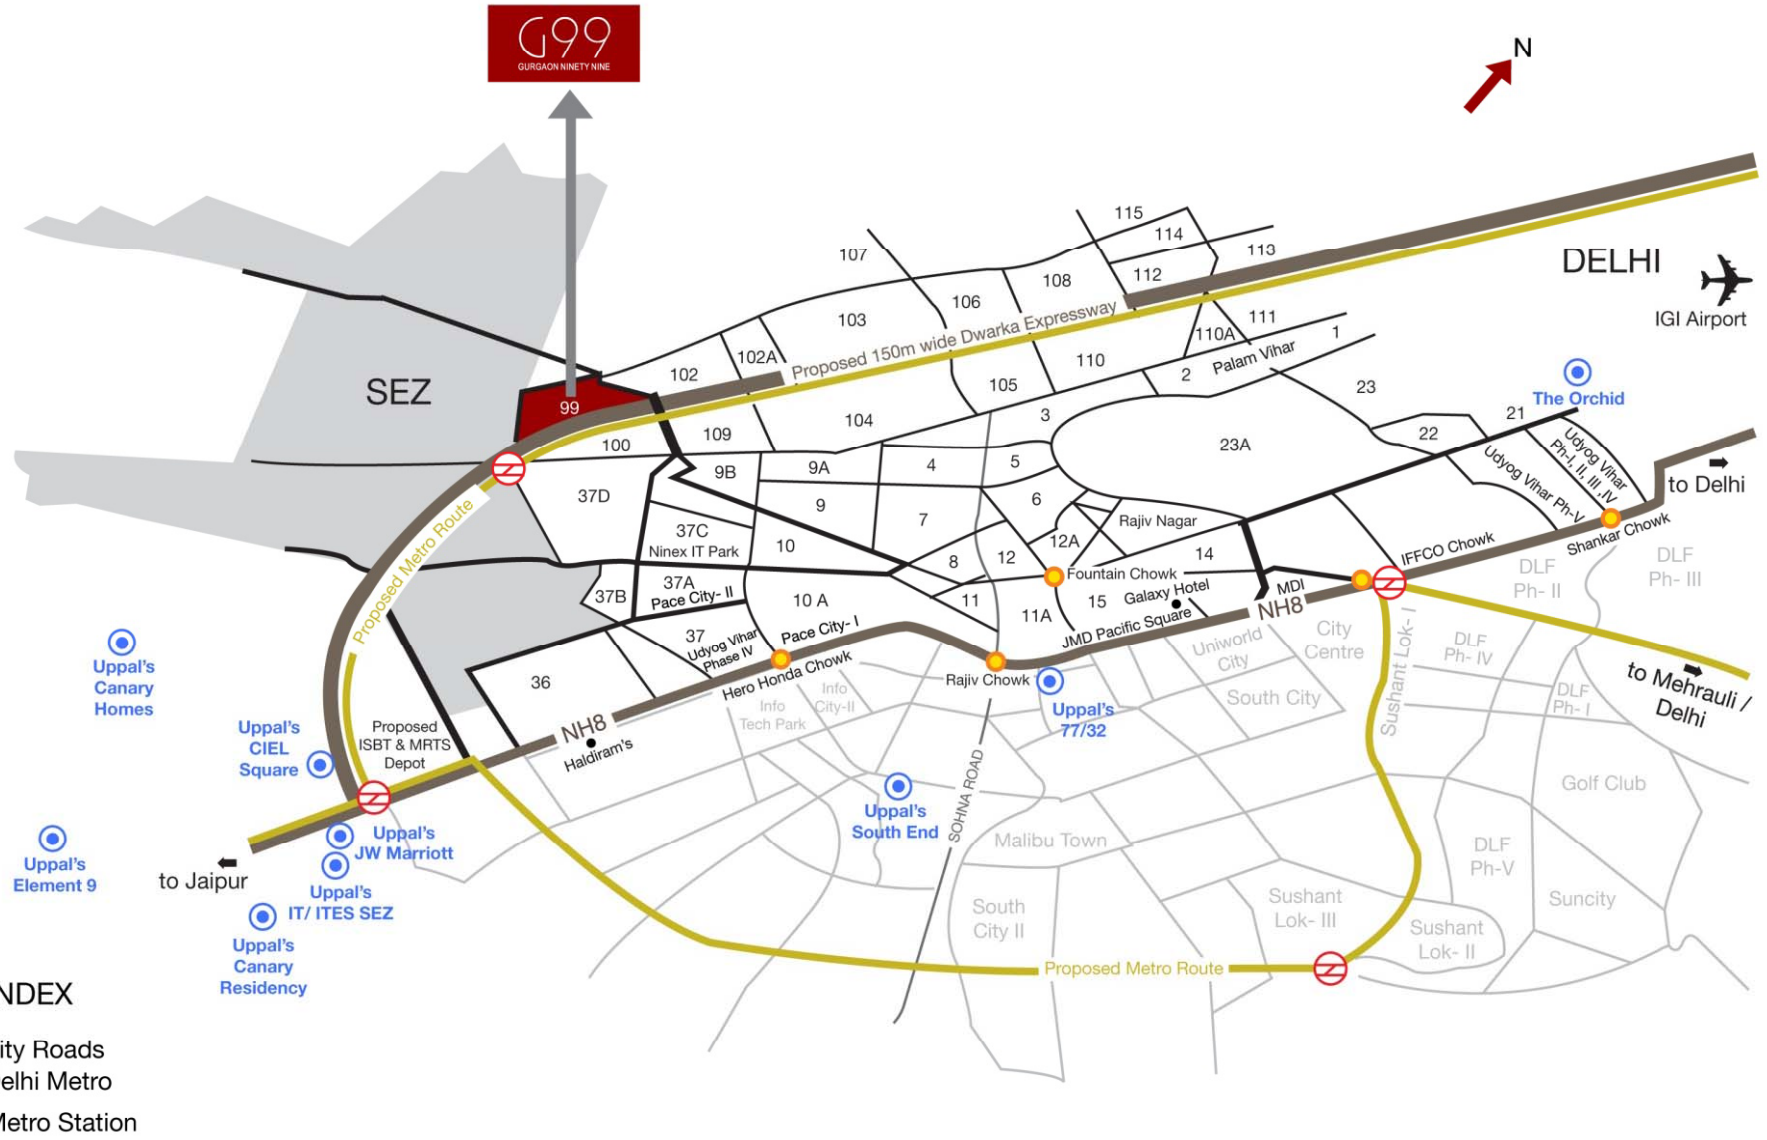 G99
GURGAON NINETY NINE
N
115
114
113
107
112
108
DELHI
106
IGI Airport
103
111
110A
1
Proposed 150m wide Dwarka Expressway
102A
110
Palam Vihar
102
2
105
23
SEZ
The Orchid
99
104
3
21
109
100
22
23A
Udyog Vihar
Ph-I, II, III ,IV
Udyog Vihar Ph-V
9B
9A
4
5
to Delhi
37D
9
6
7
Rajiv Nagar
Shankar Chowk
37C
Ninex IT Park
10
12A
IFFCO Chowk
8
12
14
DLF
Ph- II
DLF
Ph- III
Proposed Metro Route
Fountain Chowk
37A
Pace City- II
37B
10 A
11
11A
15
Galaxy Hotel
MDI
NH8
JMD Pacific Square
Pace City- I
37
Udyog Vihar
Phase IV
Uniworld
City
City
Centre
Sushant Lok- I
DLF
Ph- IV
Uppal's
Canary
Homes
36
Hero Honda Chowk
Rajiv Chowk
Info
City-II
Info
Tech Park
South City
DLF
Ph- I
to Mehrauli /
Delhi
Uppal's
77/32
NH8
Haldiram's
Proposed
ISBT & MRTS
Depot
Uppal's
CIEL
Square
SOHNA ROAD
Golf Club
Uppal's
South End
Uppal's
JW Marriott
Malibu Town
DLF
Ph-V
Uppal's
Element 9
to Jaipur
Uppal's
IT/ ITES SEZ
South
City II
Sushant
Lok- III
Suncity
Sushant
Lok- II
Uppal's
Canary
Residency
Proposed Metro Route
NDEX
ity Roads
elhi Metro
Metro Station